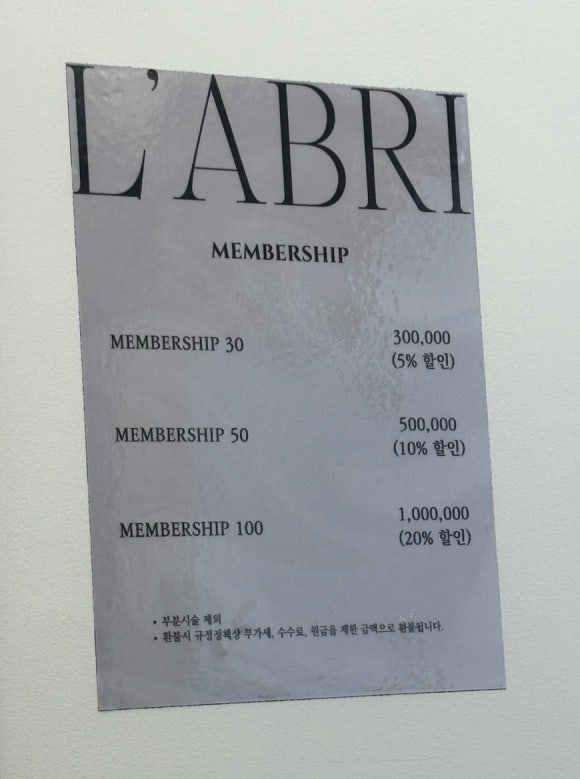 L'ABRI
MEMBERSHIP
MEMBERSHIP 30
300,000
(5% 할인)
MEMBERSHIP 50
500,000
(10% 할인)
MEMBERSHIP 100
1,000,000
(20% 할인)
• 부분시술 제외
• 환불시 규정정책상 부가세, 수수료, 원금을 제한 금액으로 환불됩니다.